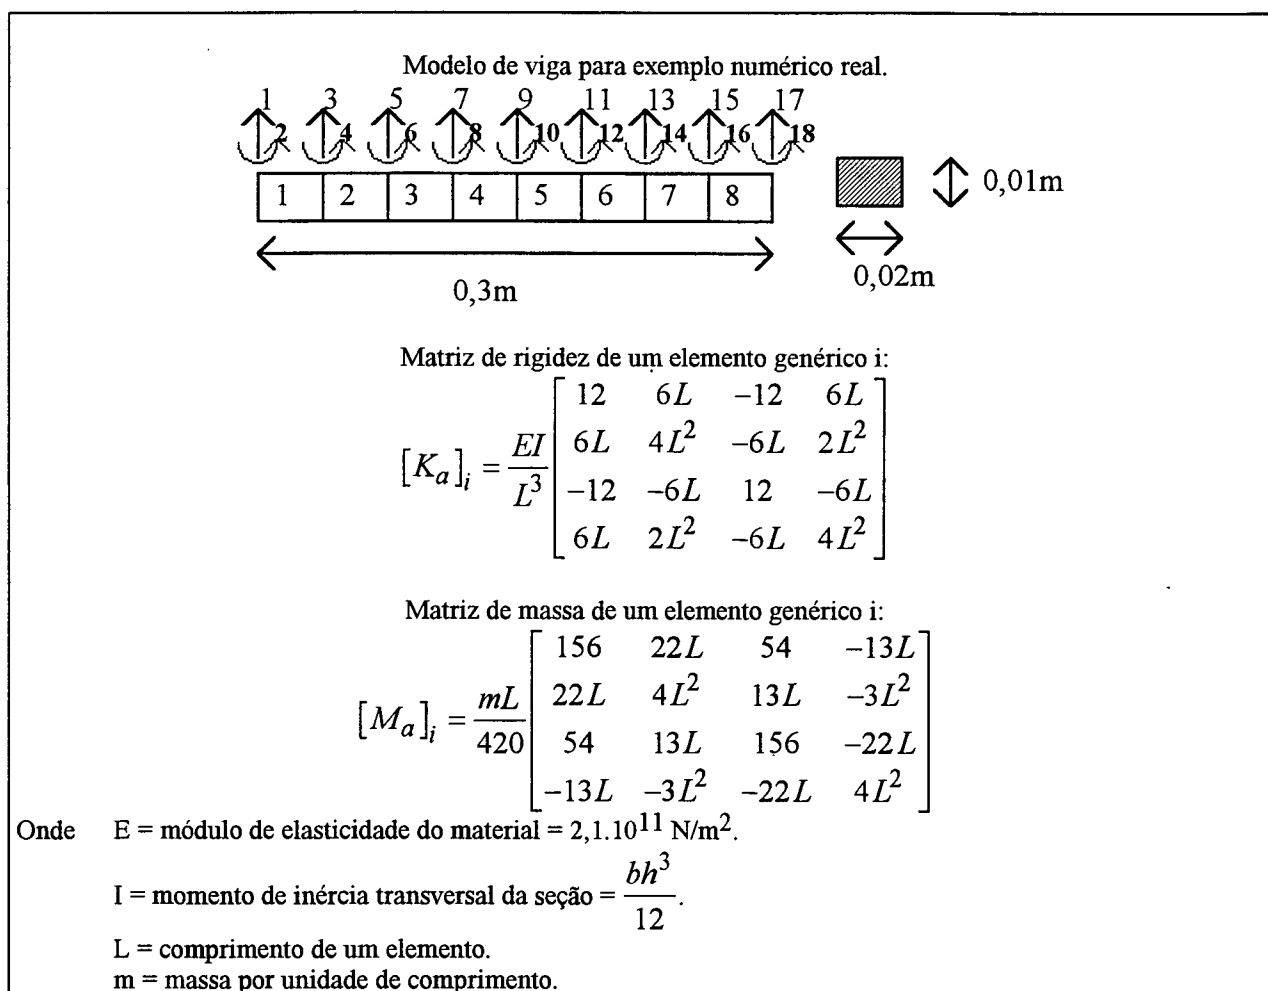 Modelo de viga para exemplo numérico real.
1 3 5 7 9 11 13 15 17
2 4 6 8 10 12 14 16 18
1 2 3 4 5 6 7 8
0,01m
0,02m
0,3m
Matriz de rigidez de um elemento genérico i:
[K_a]_i = EI/L^3 [
12 6L −12 6L
6L 4L^2 −6L 2L^2
−12 −6L 12 −6L
6L 2L^2 −6L 4L^2
]
Matriz de massa de um elemento genérico i:
[M_a]_i = mL/420 [
156 22L 54 −13L
22L 4L^2 13L −3L^2
54 13L 156 −22L
−13L −3L^2 −22L 4L^2
]
Onde E = módulo de elasticidade do material = 2,1.10^11 N/m^2.
I = momento de inércia transversal da seção = bh^3/12.
L = comprimento de um elemento.
m = massa por unidade de comprimento.